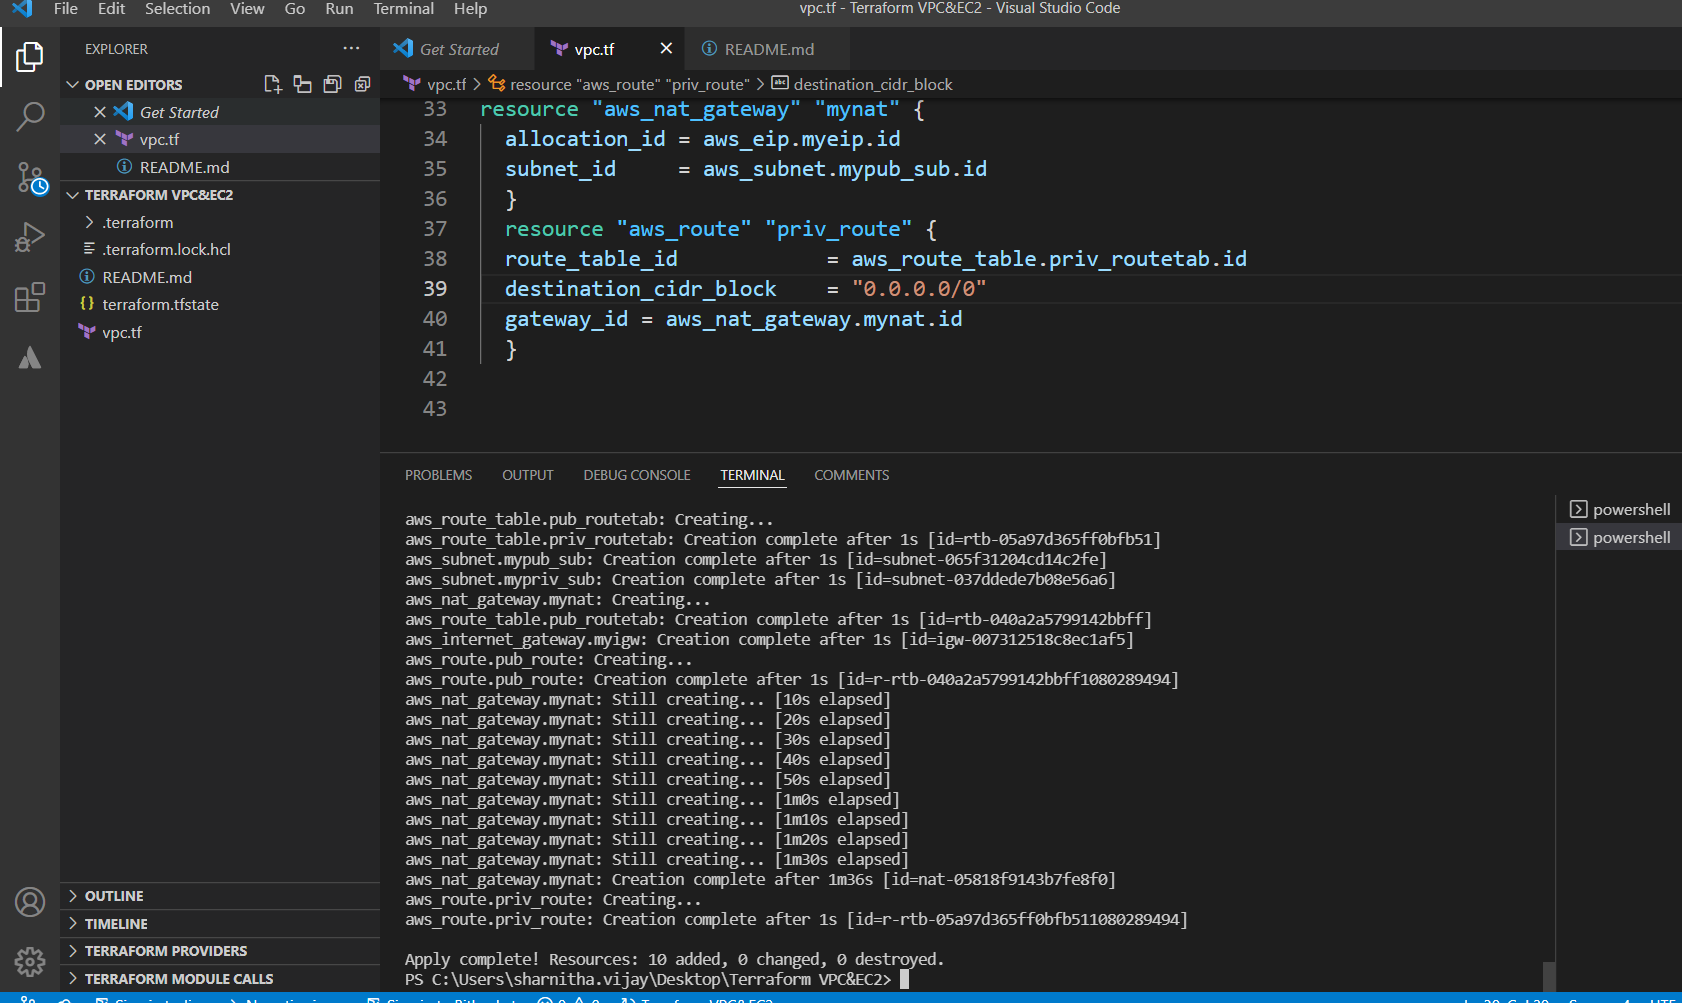 File Edit Selection View Go Run Terminal Help
vpc.tf - Terraform VPC&EC2 - Visual Studio Code
EXPLORER
OPEN EDITORS
Get Started
vpc.tf
README.md
TERRAFORM VPC&EC2
.terraform
.terraform.lock.hcl
README.md
terraform.tfstate
vpc.tf
OUTLINE
TIMELINE
TERRAFORM PROVIDERS
TERRAFORM MODULE CALLS
Get Started vpc.tf README.md
vpc.tf > resource "aws_route" "priv_route" > destination_cidr_block
33 resource "aws_nat_gateway" "mynat" {
34 allocation_id = aws_eip.myeip.id
35 subnet_id = aws_subnet.mypub_sub.id
36 }
37 resource "aws_route" "priv_route" {
38 route_table_id = aws_route_table.priv_routetab.id
39 destination_cidr_block = "0.0.0.0/0"
40 gateway_id = aws_nat_gateway.mynat.id
41 }
42
43
PROBLEMS OUTPUT DEBUG CONSOLE TERMINAL COMMENTS
powershell
powershell
aws_route_table.pub_routetab: Creating...
aws_route_table.priv_routetab: Creation complete after 1s [id=rtb-05a97d365ff0bfb51]
aws_subnet.mypub_sub: Creation complete after 1s [id=subnet-065f31204cd14c2fe]
aws_subnet.mypriv_sub: Creation complete after 1s [id=subnet-037ddede7b08e56a6]
aws_nat_gateway.mynat: Creating...
aws_route_table.pub_routetab: Creation complete after 1s [id=rtb-040a2a5799142bbff]
aws_internet_gateway.myigw: Creation complete after 1s [id=igw-007312518c8ec1af5]
aws_route.pub_route: Creating...
aws_route.pub_route: Creation complete after 1s [id=r-rtb-040a2a5799142bbff1080289494]
aws_nat_gateway.mynat: Still creating... [10s elapsed]
aws_nat_gateway.mynat: Still creating... [20s elapsed]
aws_nat_gateway.mynat: Still creating... [30s elapsed]
aws_nat_gateway.mynat: Still creating... [40s elapsed]
aws_nat_gateway.mynat: Still creating... [50s elapsed]
aws_nat_gateway.mynat: Still creating... [1m0s elapsed]
aws_nat_gateway.mynat: Still creating... [1m10s elapsed]
aws_nat_gateway.mynat: Still creating... [1m20s elapsed]
aws_nat_gateway.mynat: Still creating... [1m30s elapsed]
aws_nat_gateway.mynat: Creation complete after 1m36s [id=nat-05818f9143b7fe8f0]
aws_route.priv_route: Creating...
aws_route.priv_route: Creation complete after 1s [id=r-rtb-05a97d365ff0bfb511080289494]
Apply complete! Resources: 10 added, 0 changed, 0 destroyed.
PS C:\Users\sharnitha.vijay\Desktop\Terraform VPC&EC2>